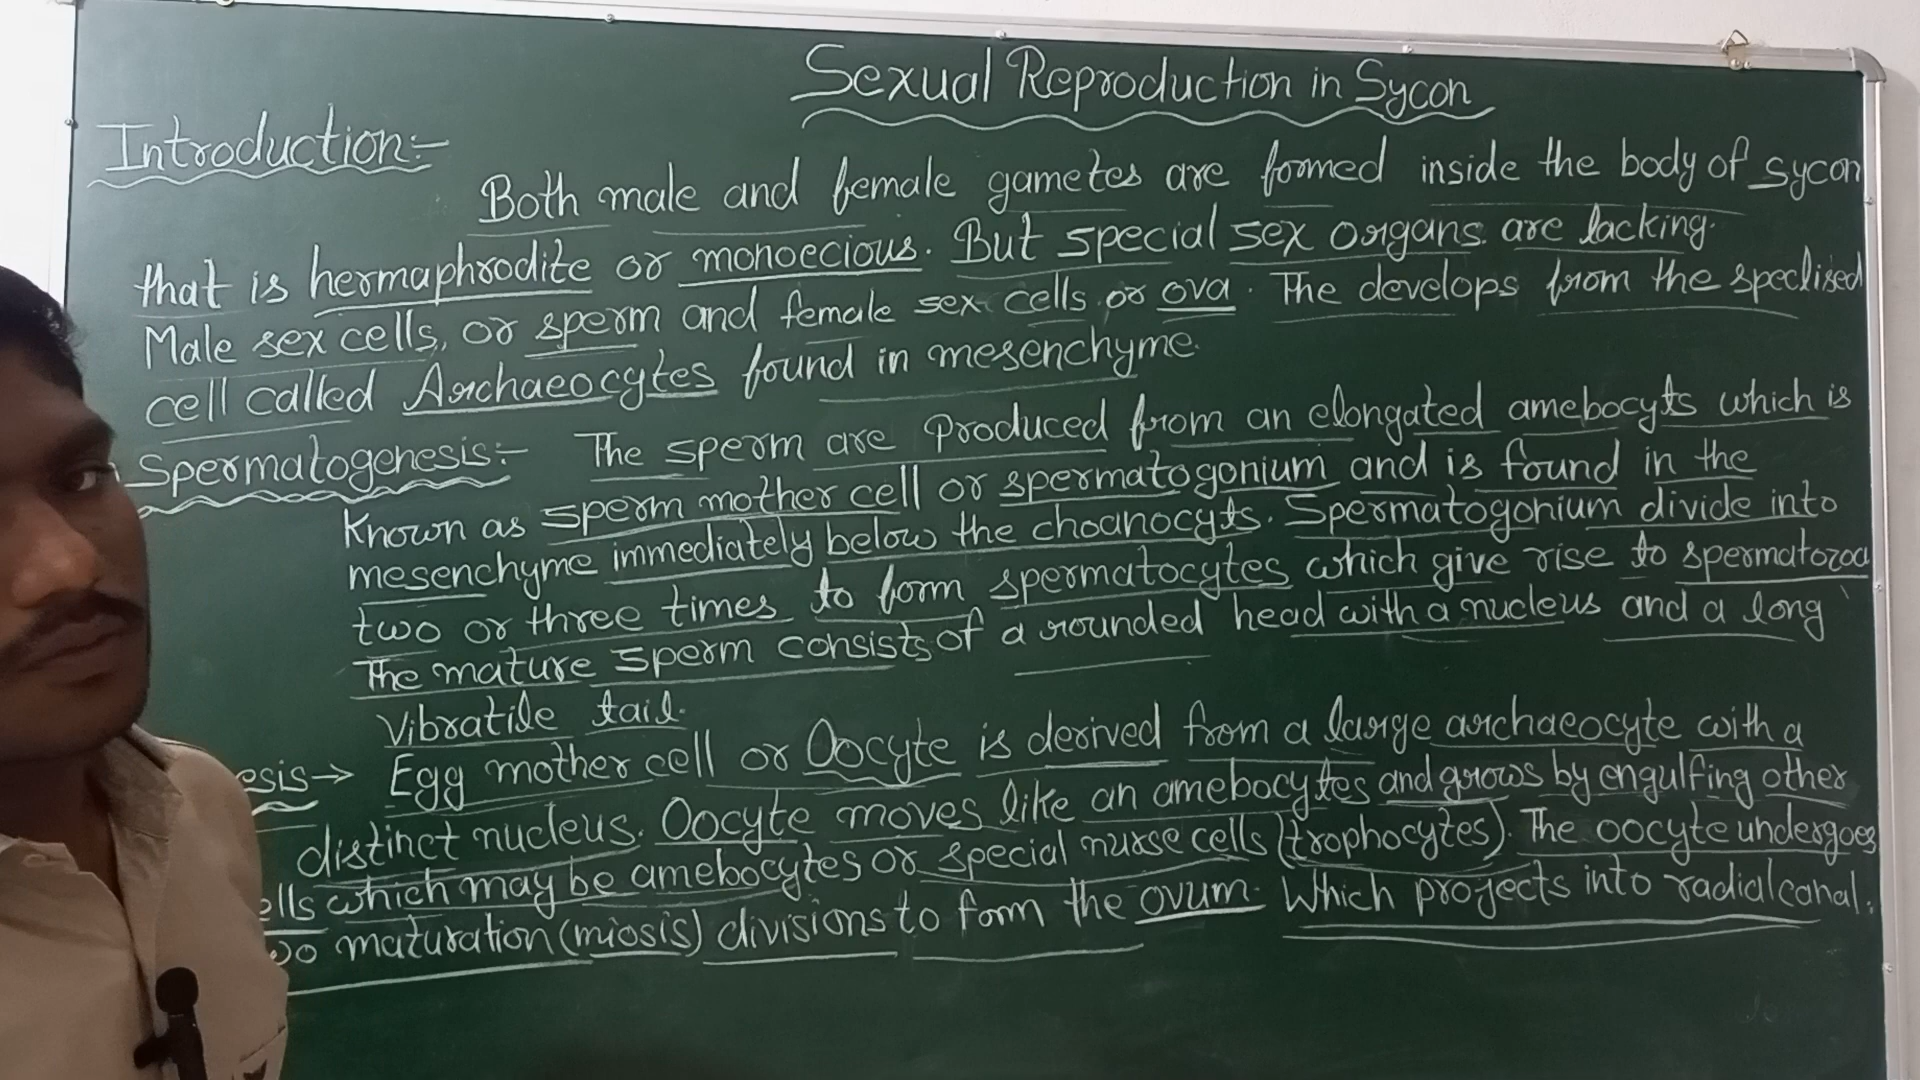 Sexual Reproduction in Sycon
Introduction:-
Both male and female gametes are formed inside the body of sycon
that is hermaphrodite or monoecious. But special sex organs are lacking.
Male sex cells, or sperm and female sex cells or ova. The develops from the speclised
cell called Archaeocytes found in mesenchyme.
Spermatogenesis:- The sperm are produced from an elongated amebocyts which is
Known as sperm mother cell or spermatogonium and is found in the
mesenchyme immediately below the choanocyts. Spermatogonium divide into
two or three times to form spermatocytes which give rise to spermatozoa
The mature sperm consists of a rounded head with a nucleus and a long
Vibratile tail.
esis→ Egg mother cell or Oocyte is derived from a large archaeocyte with a
distinct nucleus. Oocyte moves like an amebocytes and grows by engulfing other
ells which may be amebocytes or special nurse cells (trophocytes). The oocyte undergoes
wo maturation (miosis) divisions to form the ovum. Which projects into radial canal.